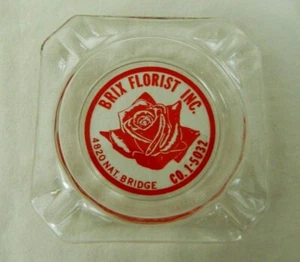 BRIX FLORIST INC.
4820 NAT. BRIDGE
CO. 1-5032